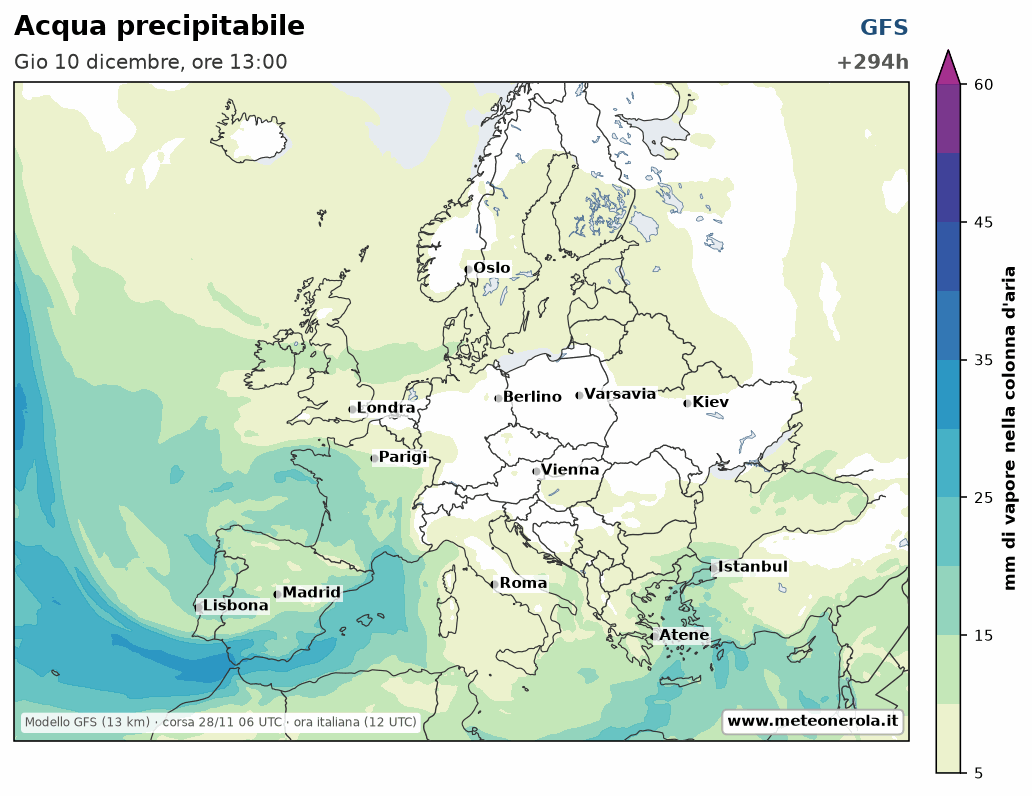 Acqua precipitabile
GFS
Gio 10 dicembre, ore 13:00
+294h
60
45
35
25
15
5
mm di vapore nella colonna d'aria
Oslo
Berlino
Varsavia
Kiev
Londra
Parigi
Vienna
Istanbul
Roma
Madrid
Lisbona
Atene
Modello GFS (13 km) · corsa 28/11 06 UTC · ora italiana (12 UTC)
www.meteonerola.it